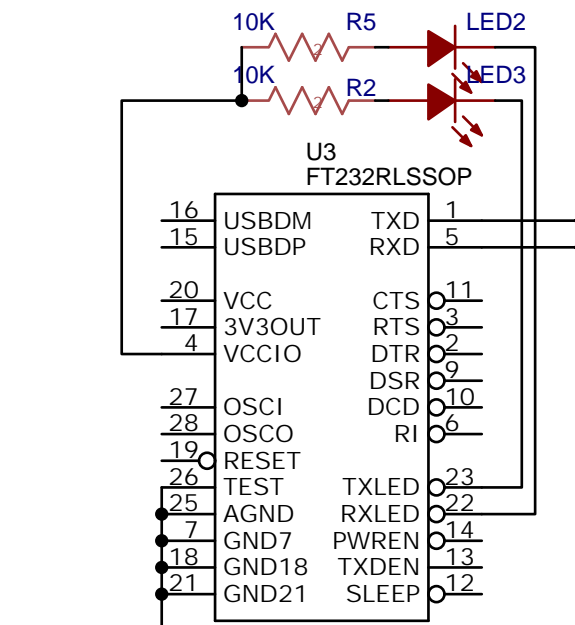 10K R5 LED2
2
10K R2 LED3
2
U3
FT232RLSSOP
16 USBDM TXD 1
15 USBDP RXD 5
20 VCC CTS 11
17 3V3OUT RTS 3
4 VCCIO DTR 2
DSR 9
27 OSCI DCD 10
28 OSCO RI 6
19 RESET
26 TEST TXLED 23
25 AGND RXLED 22
7 GND7 PWREN 14
18 GND18 TXDEN 13
21 GND21 SLEEP 12